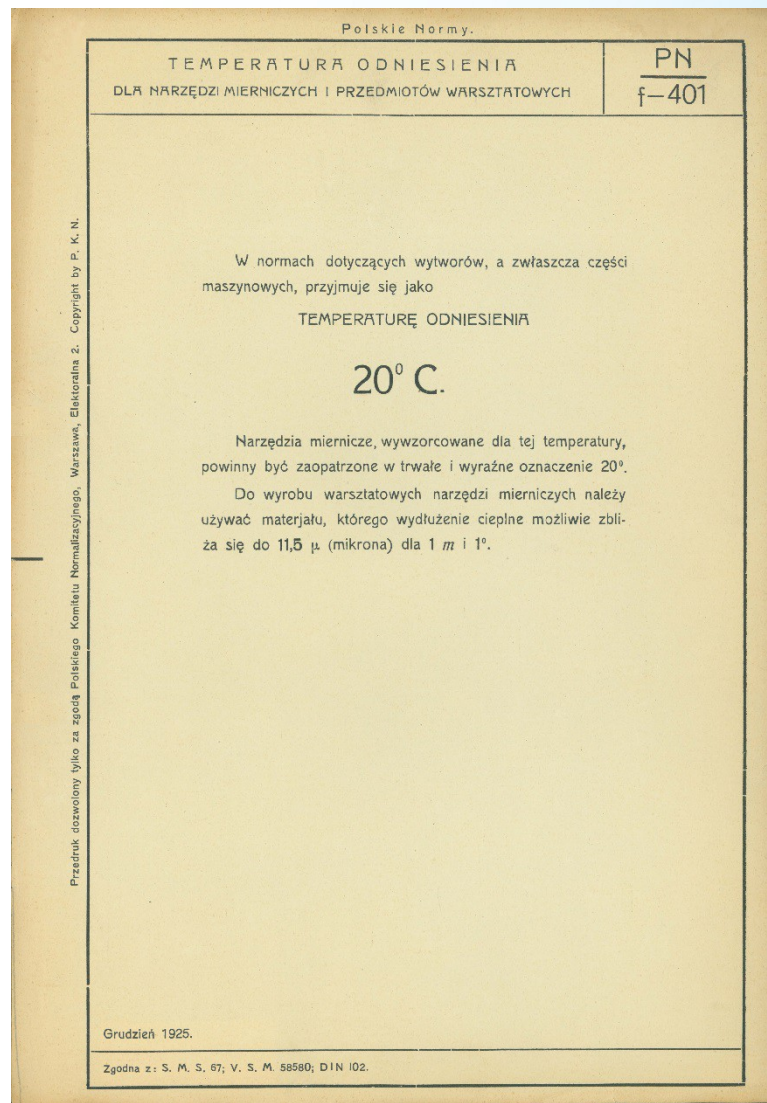 Polskie Normy.
TEMPERATURA ODNIESIENIA
DLA NARZĘDZI MIERNICZYCH I PRZEDMIOTÓW WARSZTATOWYCH
PN
f—401
W normach dotyczących wytworów, a zwłaszcza części
maszynowych, przyjmuje się jako
TEMPERATURĘ ODNIESIENIA
20° C.
Narzędzia miernicze, wywzorcowane dla tej temperatury,
powinny być zaopatrzone w trwałe i wyraźne oznaczenie 20°.
Do wyrobu warsztatowych narzędzi mierniczych należy
używać materjału, którego wydłużenie cieplne możliwie zbli-
ża się do 11,5 μ (mikrona) dla 1 m i 1°.
Przedruk dozwolony tylko za zgodą Polskiego Komitetu Normalizacyjnego, Warszawa, Elektoralna 2. Copyright by P. K. N.
Grudzień 1925.
Zgodna z: S. M. S. 67; V. S. M. 58580; DIN 102.